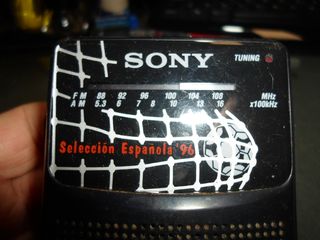 SONY
TUNING
FM 88 92 96 100 104 108 MHz
AM 5.3 6 7 8 10 13 16 x100kHz
Selección Española '96